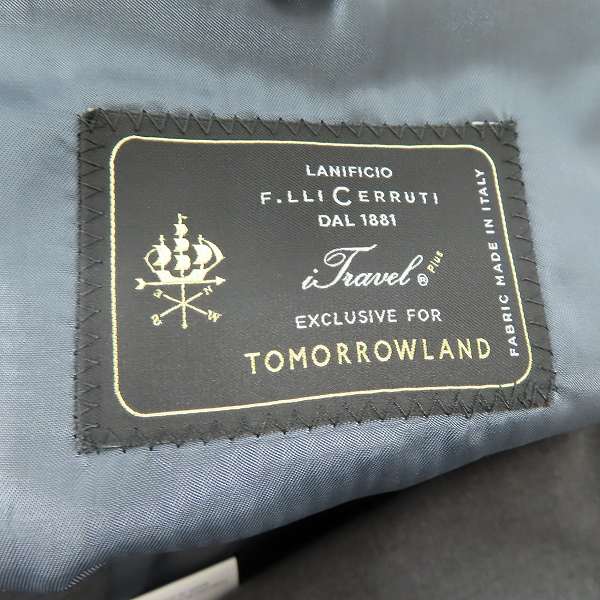 LANIFICIO
F.LLI CERRUTI
DAL 1881
iTravel® Plus
EXCLUSIVE FOR
TOMORROWLAND
FABRIC MADE IN ITALY